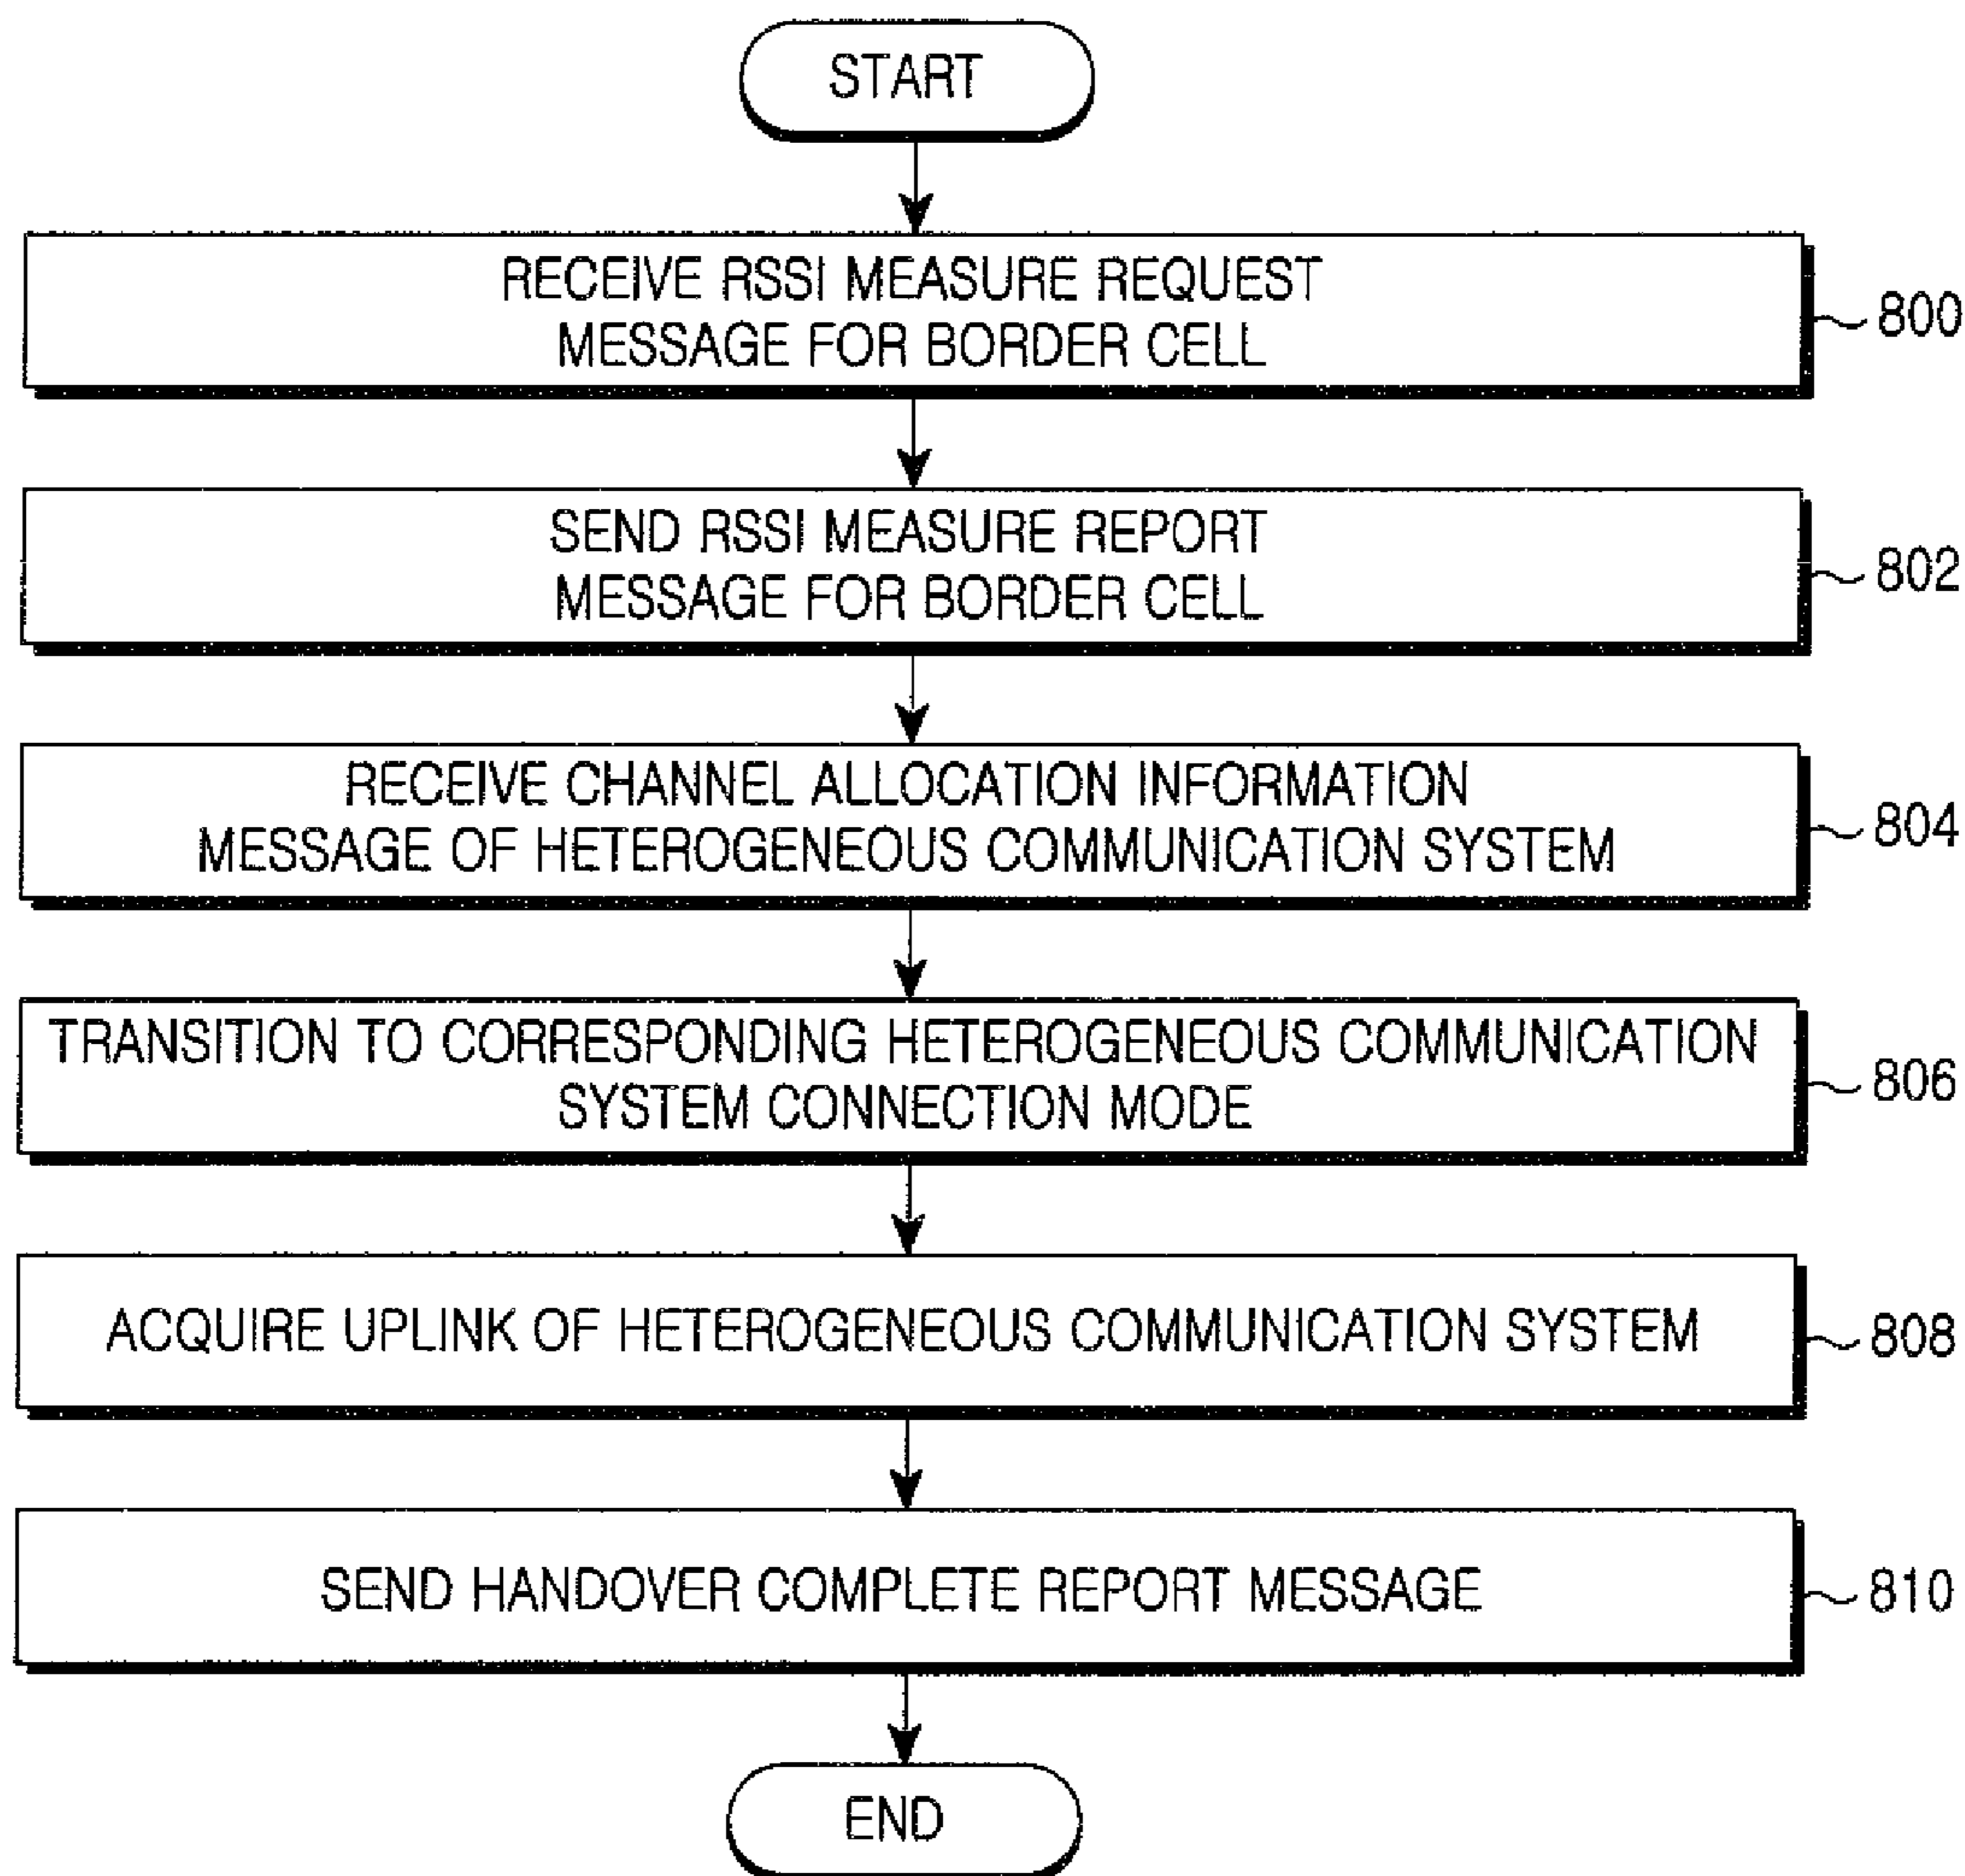 START
RECEIVE RSSI MEASURE REQUEST
MESSAGE FOR BORDER CELL
800
SEND RSSI MEASURE REPORT
MESSAGE FOR BORDER CELL
802
RECEIVE CHANNEL ALLOCATION INFORMATION
MESSAGE OF HETEROGENEOUS COMMUNICATION SYSTEM
804
TRANSITION TO CORRESPONDING HETEROGENEOUS COMMUNICATION
SYSTEM CONNECTION MODE
806
ACQUIRE UPLINK OF HETEROGENEOUS COMMUNICATION SYSTEM
808
SEND HANDOVER COMPLETE REPORT MESSAGE
810
END